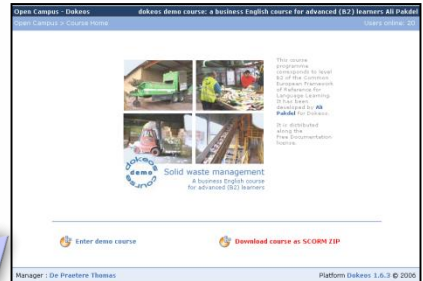 Open Campus - Dokeos dokeos demo course: a business English course for advanced (B2) learners Ali Pakdel
Open Campus > Course Home Users online: 20
This course
programme
corresponds to level
b2 of the Common
European Framework
of Reference for
Language Learning.
It has been
developed by Ali
Pakdel for Dokeos.
It is distributed
along the
Free Documentation
license.
dokeos
demo
courses
Solid waste management
A business English course
for advanced (B2) learners
Enter demo course Download course as SCORM ZIP
Manager : De Praetere Thomas Platform Dokeos 1.6.3 © 2006